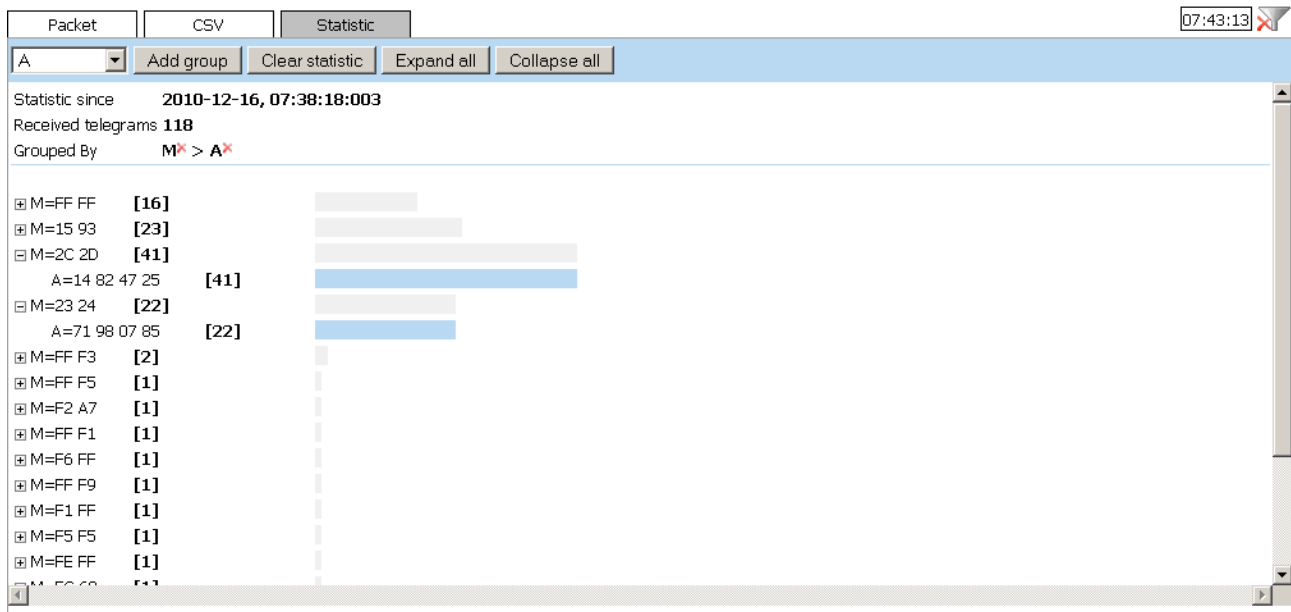 Packet CSV Statistic 07:43:13
A Add group Clear statistic Expand all Collapse all
Statistic since 2010-12-16, 07:38:18:003
Received telegrams 118
Grouped By M > A
M=FF FF [16]
M=15 93 [23]
M=2C 2D [41]
A=14 82 47 25 [41]
M=23 24 [22]
A=71 98 07 85 [22]
M=FF F3 [2]
M=FF F5 [1]
M=F2 A7 [1]
M=FF F1 [1]
M=F6 FF [1]
M=FF F9 [1]
M=F1 FF [1]
M=F5 F5 [1]
M=FE FF [1]
[1]